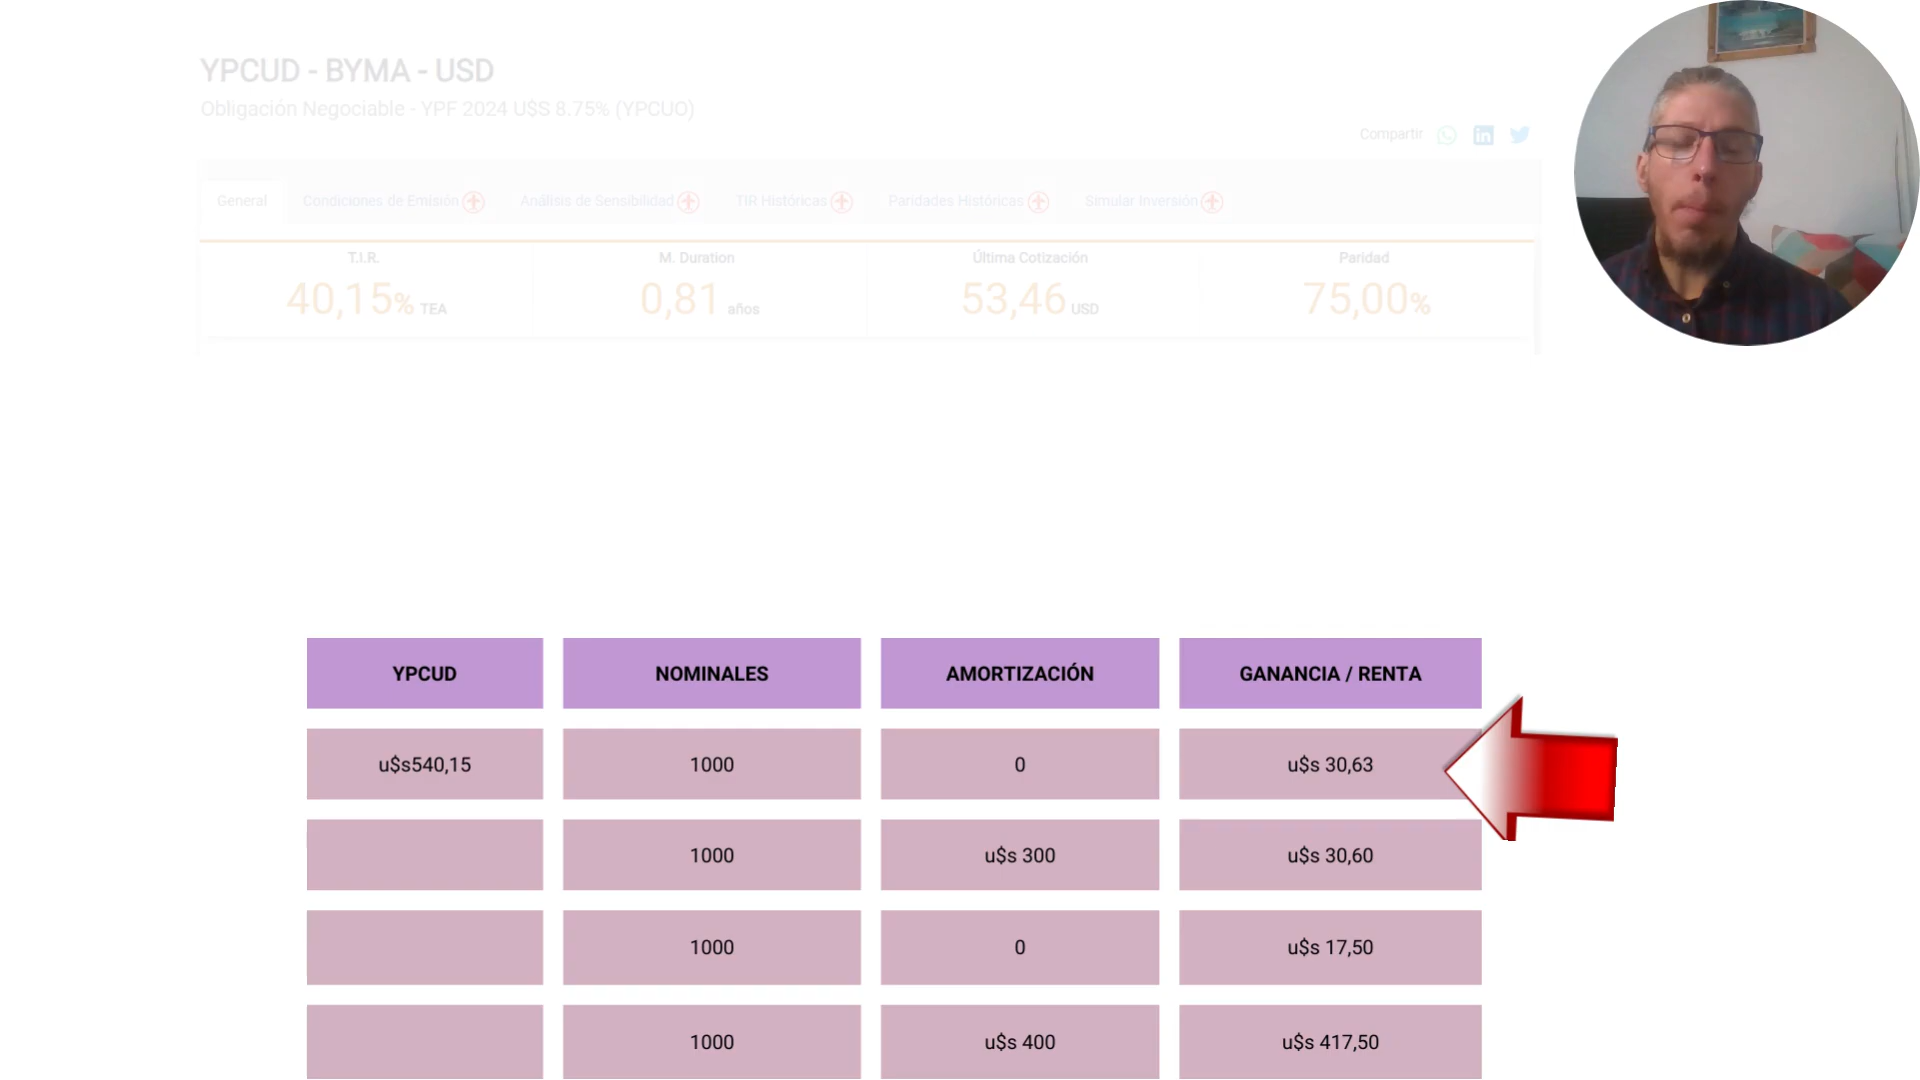 YPCUD - BYMA - USD
Obligación Negociable - YPF 2024 U$S 8.75% (YPCUO)
Compartir
General Condiciones de Emisión Análisis de Sensibilidad TIR Históricas Paridades Históricas Simular Inversión
T.I.R. M. Duration Última Cotización Paridad
40,15% TEA 0,81 años 53,46 USD 75,00%
YPCUD NOMINALES AMORTIZACIÓN GANANCIA / RENTA
u$s540,15 1000 0 u$s 30,63
1000 u$s 300 u$s 30,60
1000 0 u$s 17,50
1000 u$s 400 u$s 417,50